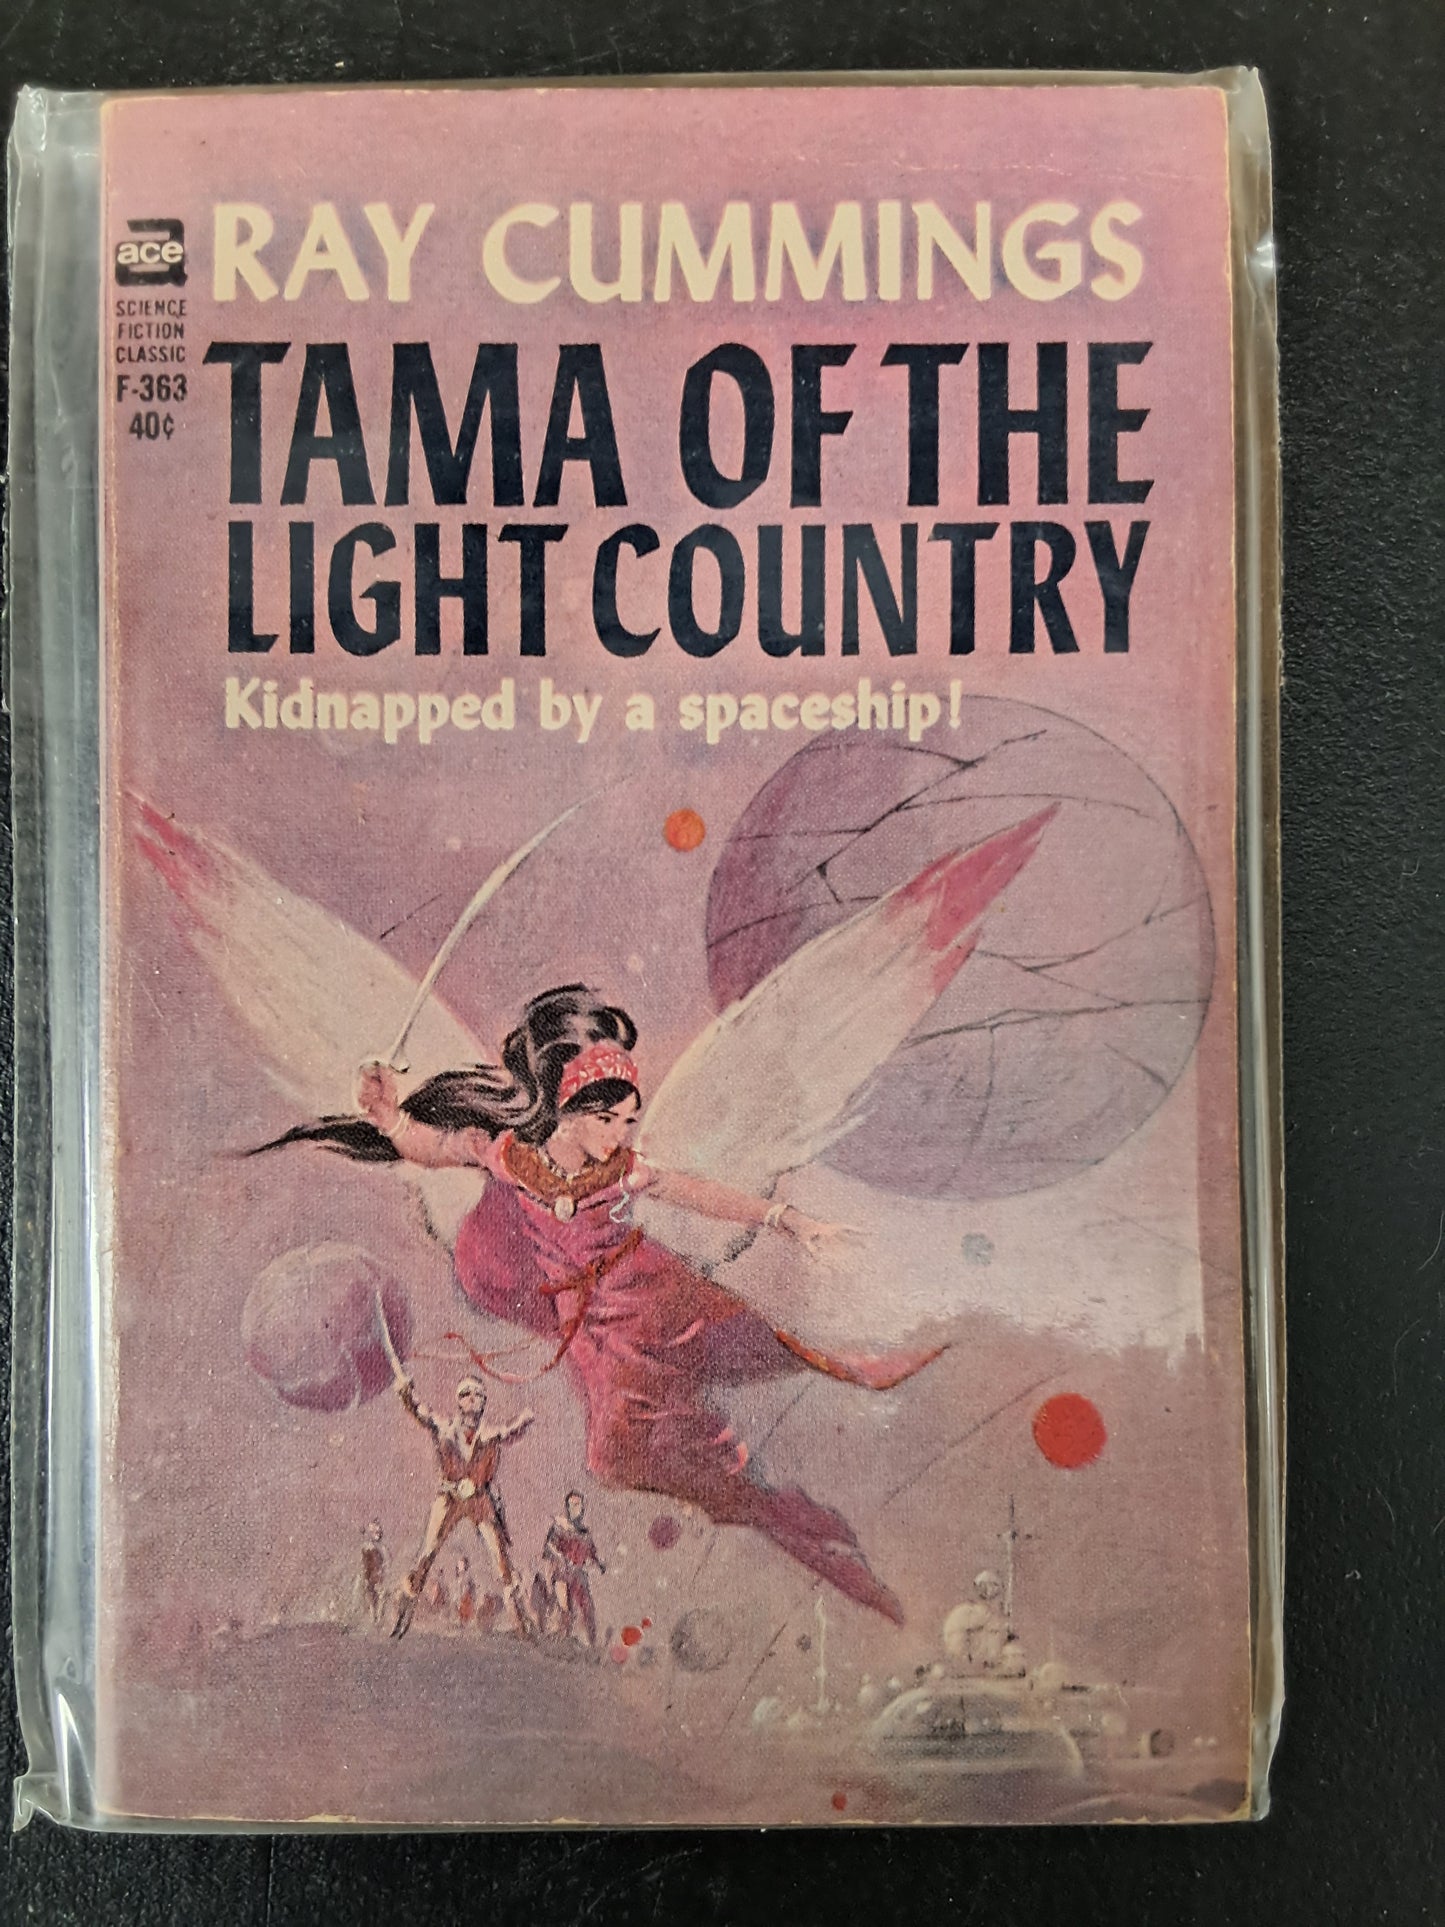 RAY CUMMINGS
ace
SCIENCE
FICTION
CLASSIC
F-363
40¢
TAMA OF THE
LIGHT COUNTRY
Kidnapped by a spaceship!